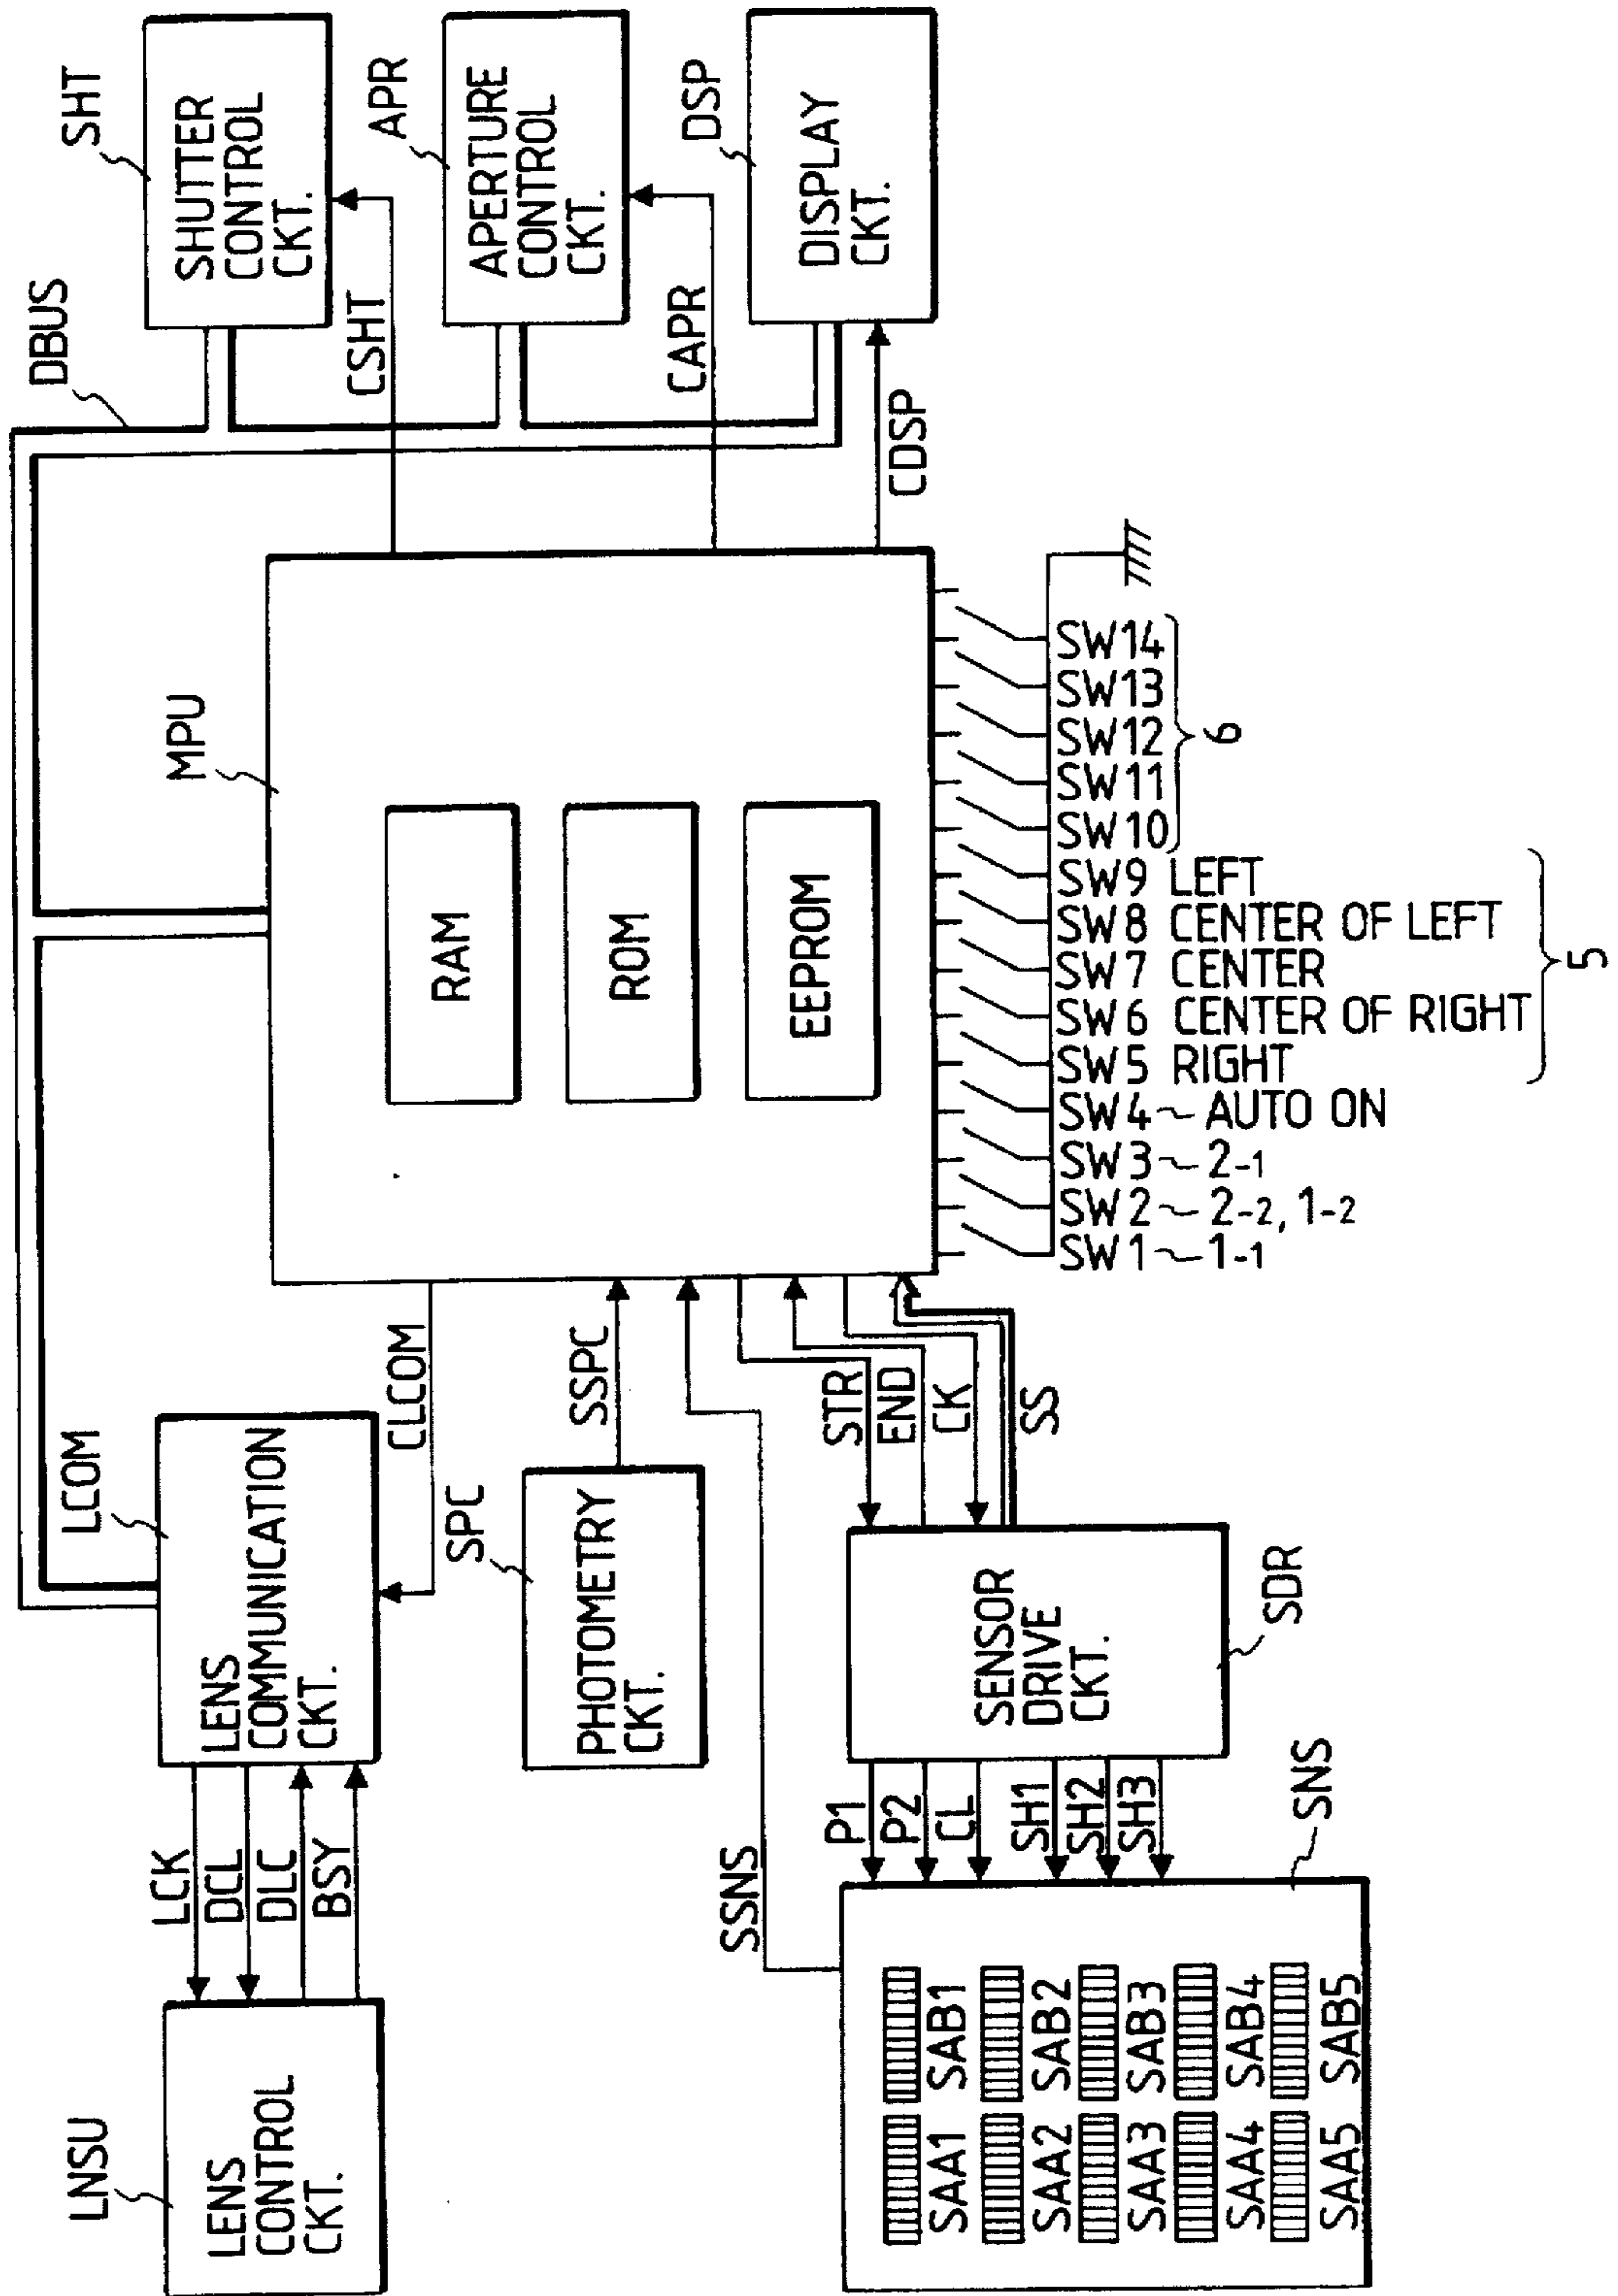 LNSU
LENS
CONTROL
CKT.
LCK
DCL
DLC
BSY
LCOM
LENS
COMMUNICATION
CKT.
CLCOM
SPC
PHOTOMETRY
CKT.
SSPC
SSNS
SAA1 SAB1
SAA2 SAB2
SAA3 SAB3
SAA4 SAB4
SAA5 SAB5
SNS
P1
P2
CL
SH1
SH2
SH3
SENSOR
DRIVE
CKT.
SDR
STR
END
CK
SS
MPU
RAM
ROM
EEPROM
DBUS
SHT
SHUTTER
CONTROL
CKT.
CSHT
APR
APERTURE
CONTROL
CKT.
CAPR
DSP
DISPLAY
CKT.
CDSP
SW14
SW13
SW12
SW11
SW10
6
SW9 LEFT
SW8 CENTER OF LEFT
SW7 CENTER
SW6 CENTER OF RIGHT
SW5 RIGHT
5
SW4~AUTO ON
SW3~2-1
SW2~2-2, 1-2
SW1~1-1